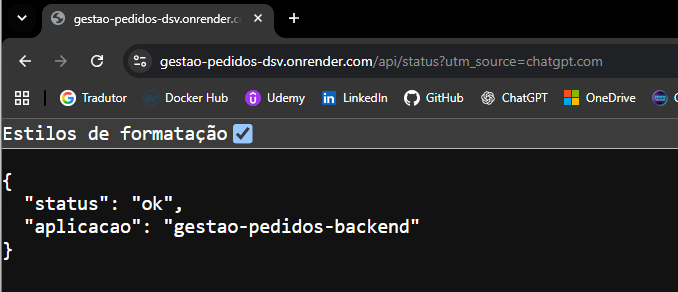 gestao-pedidos-dsv.onrender.c
gestao-pedidos-dsv.onrender.com/api/status?utm_source=chatgpt.com
Tradutor Docker Hub Udemy LinkedIn GitHub ChatGPT OneDrive
Estilos de formatação
{
"status": "ok",
"aplicacao": "gestao-pedidos-backend"
}